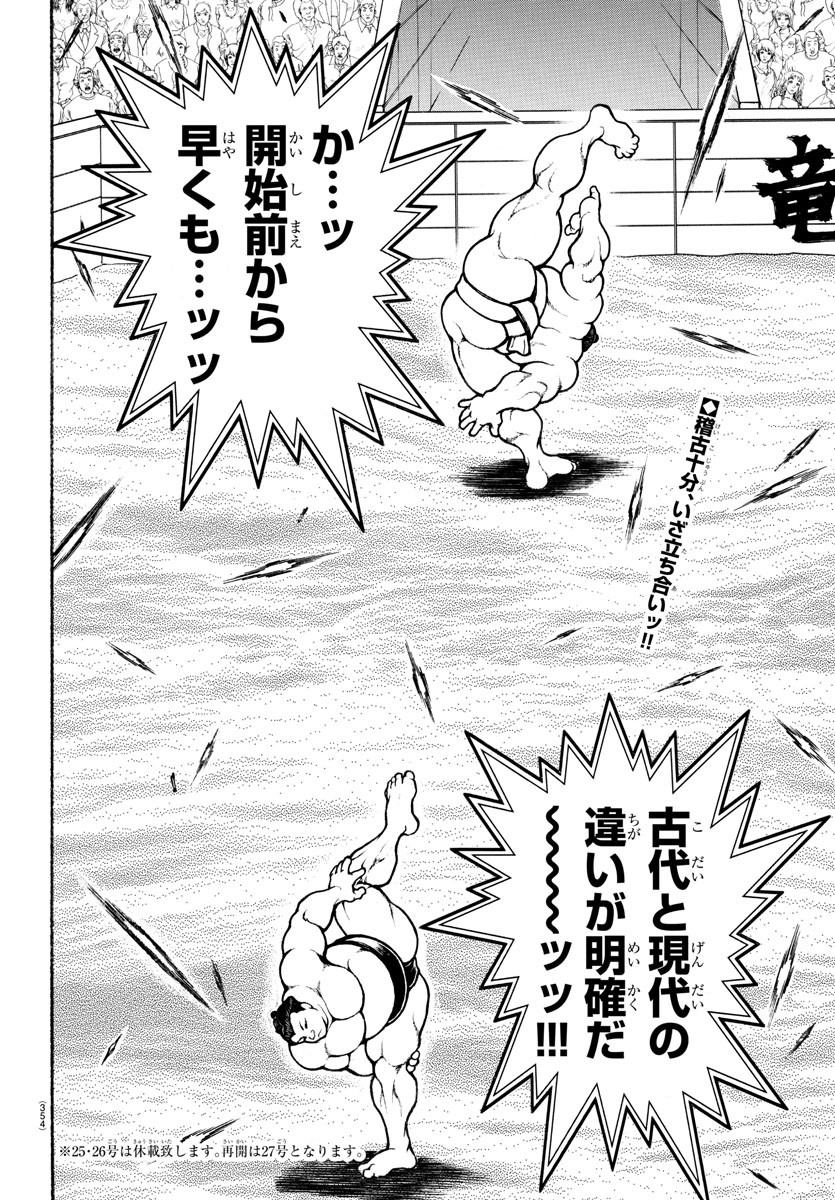 か…ッ
開始前から
早くも…ッッ
竜
◆稽古十分、いざ立ち合いッ!!
古代と現代の
違いが明確だ
〜〜〜〜ッッ!!!
※25・26号は休載致します。再開は27号となります。
(354)